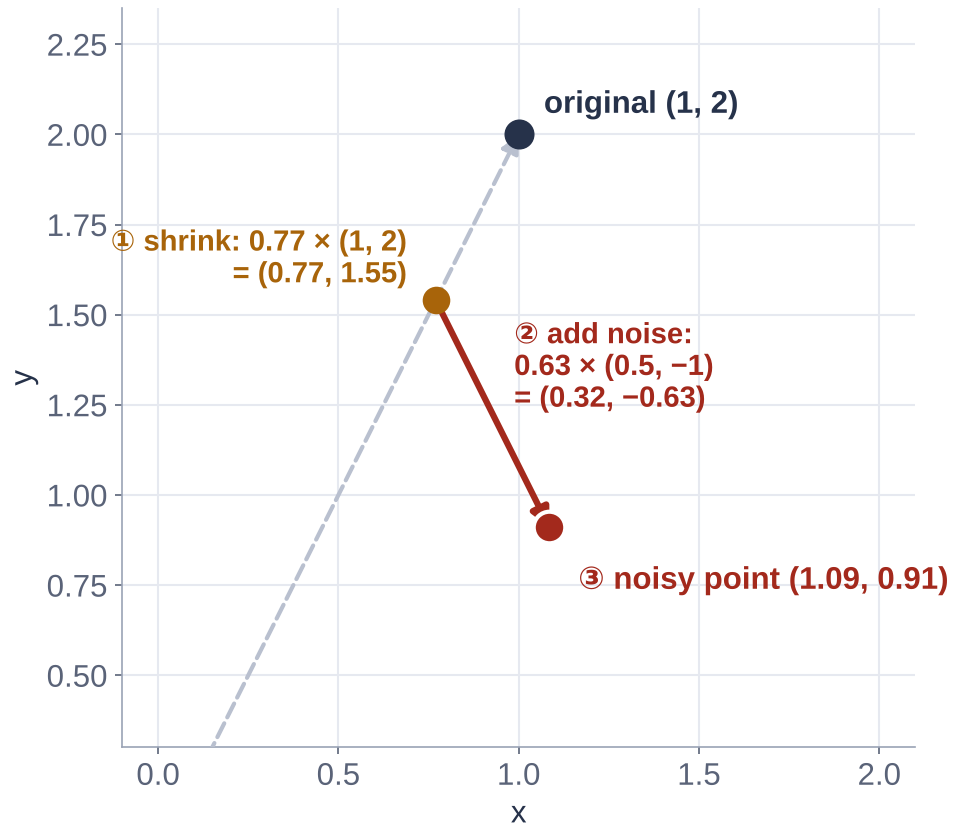 2.25
original (1, 2)
2.00
1.75
① shrink: 0.77 × (1, 2)
= (0.77, 1.55)
1.50
② add noise:
0.63 × (0.5, −1)
= (0.32, −0.63)
y
1.25
1.00
③ noisy point (1.09, 0.91)
0.75
0.50
0.0 0.5 1.0 1.5 2.0
x